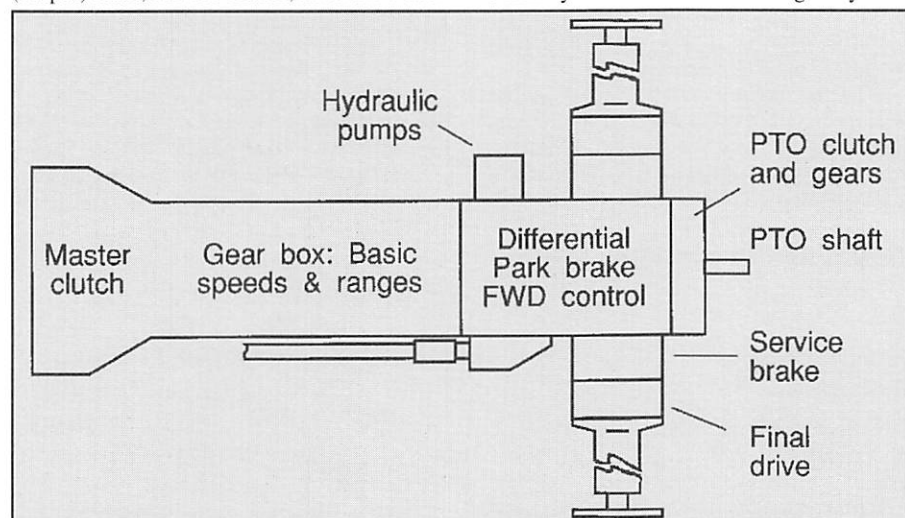 Hydraulic
pumps
PTO clutch
and gears
Master
clutch
Gear box: Basic
speeds & ranges
Differential
Park brake
FWD control
PTO shaft
Service
brake
Final
drive